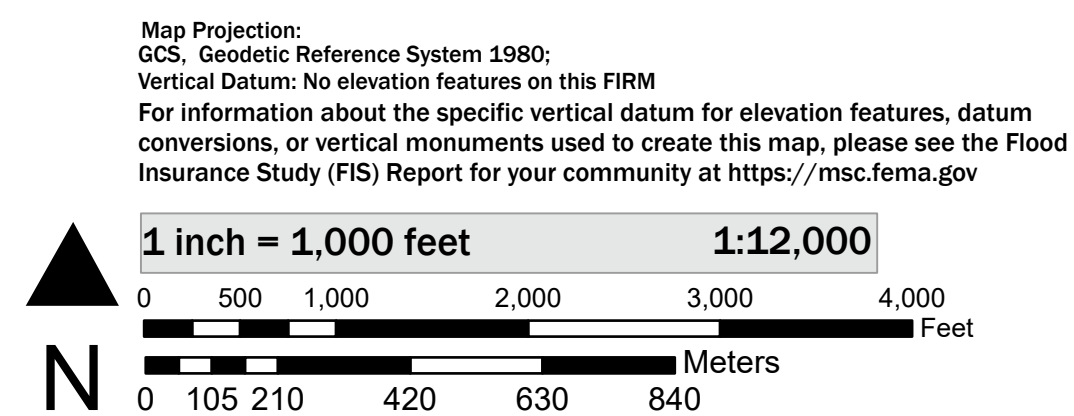 Map Projection:
GCS, Geodetic Reference System 1980;
Vertical Datum: No elevation features on this FIRM
For information about the specific vertical datum for elevation features, datum
conversions, or vertical monuments used to create this map, please see the Flood
Insurance Study (FIS) Report for your community at https://msc.fema.gov
1 inch = 1,000 feet 1:12,000
0 500 1,000 2,000 3,000 4,000
Feet
Meters
N
0 105 210 420 630 840